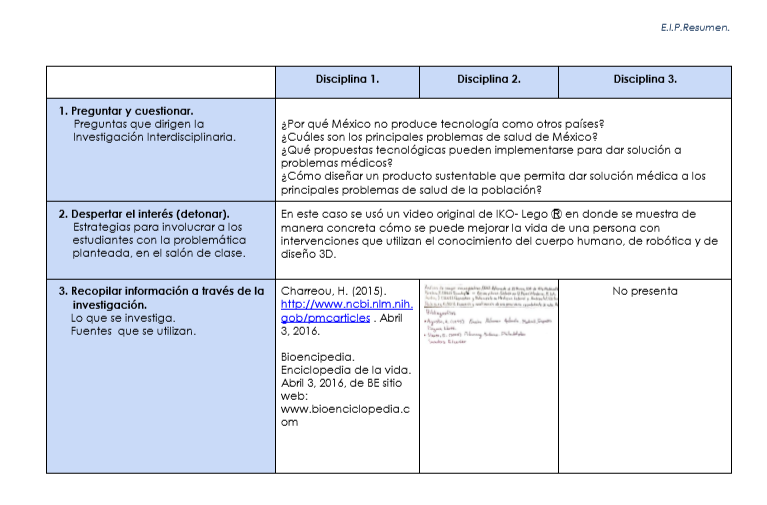 E.I.P.Resumen.
Disciplina 1.
Disciplina 2.
Disciplina 3.
1. Preguntar y cuestionar.
Preguntas que dirigen la
Investigación Interdisciplinaria.
¿Por qué México no produce tecnología como otros países?
¿Cuáles son los principales problemas de salud de México?
¿Qué propuestas tecnológicas pueden implementarse para dar solución a
problemas médicos?
¿Cómo diseñar un producto sustentable que permita dar solución médica a los
principales problemas de salud de la población?
2. Despertar el interés (detonar).
Estrategias para involucrar a los
estudiantes con la problemática
planteada, en el salón de clase.
En este caso se usó un video original de IKO- Lego ® en donde se muestra de
manera concreta cómo se puede mejorar la vida de una persona con
intervenciones que utilizan el conocimiento del cuerpo humano, de robótica y de
diseño 3D.
3. Recopilar información a través de la
investigación.
Lo que se investiga.
Fuentes que se utilizan.
Charreou, H. (2015).
http://www.ncbi.nlm.nih.
gob/pmcarticles . Abril
3, 2016.
Bioencipedia.
Enciclopedia de la vida.
Abril 3, 2016, de BE sitio
web:
www.bioenciclopedia.c
om
No presenta